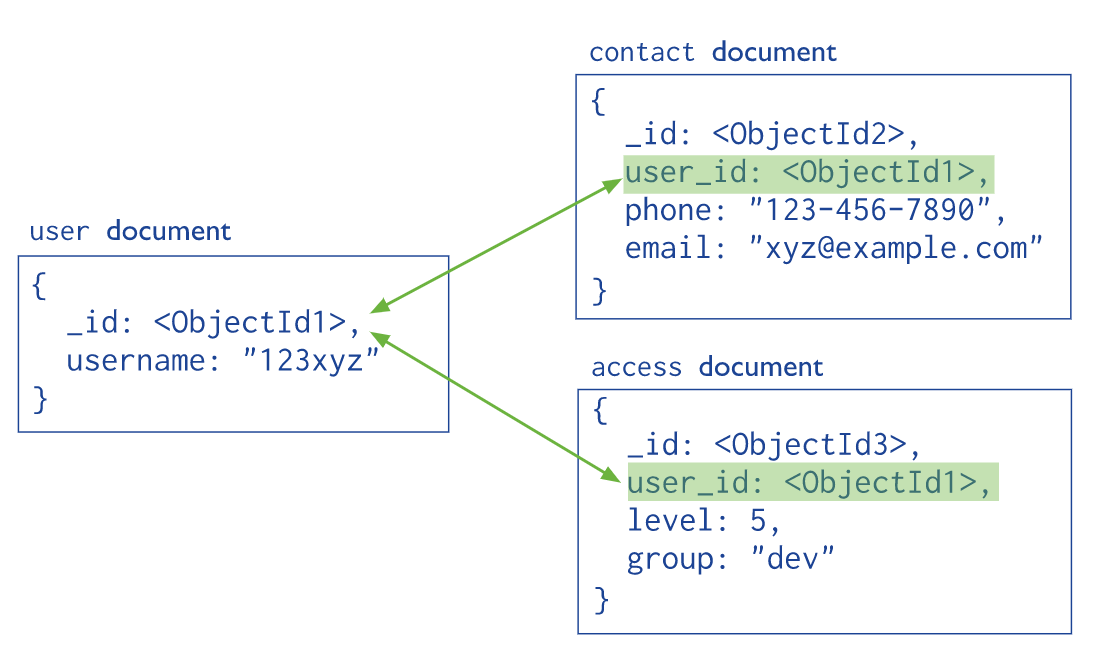 user document
{
_id: <ObjectId1>,
username: "123xyz"
}
contact document
{
_id: <ObjectId2>,
user_id: <ObjectId1>,
phone: "123-456-7890",
email: "xyz@example.com"
}
access document
{
_id: <ObjectId3>,
user_id: <ObjectId1>,
level: 5,
group: "dev"
}